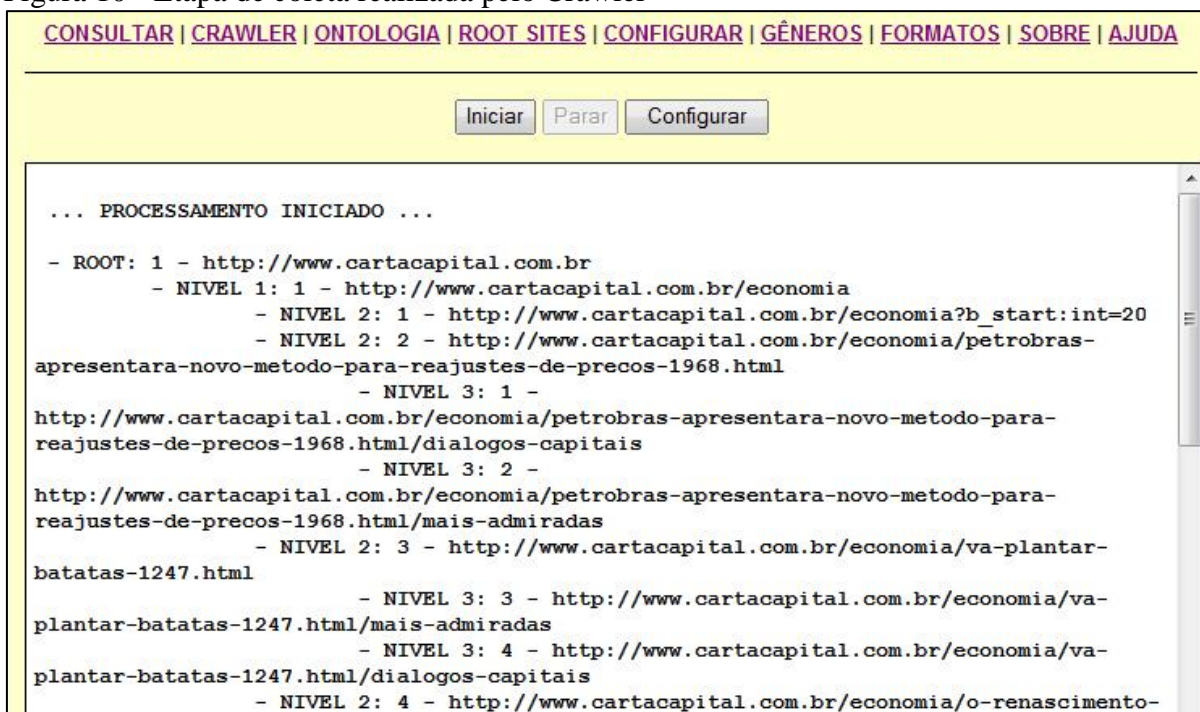 Figura 16 - Etapa de coleta realizada pelo Crawler
CONSULTAR | CRAWLER | ONTOLOGIA | ROOT SITES | CONFIGURAR | GÊNEROS | FORMATOS | SOBRE | AJUDA
Iniciar Parar Configurar
... PROCESSAMENTO INICIADO ...
- ROOT: 1 - http://www.cartacapital.com.br
- NIVEL 1: 1 - http://www.cartacapital.com.br/economia
- NIVEL 2: 1 - http://www.cartacapital.com.br/economia?b_start:int=20
- NIVEL 2: 2 - http://www.cartacapital.com.br/economia/petrobras-
apresentara-novo-metodo-para-reajustes-de-precos-1968.html
- NIVEL 3: 1 -
http://www.cartacapital.com.br/economia/petrobras-apresentara-novo-metodo-para-
reajustes-de-precos-1968.html/dialogos-capitais
- NIVEL 3: 2 -
http://www.cartacapital.com.br/economia/petrobras-apresentara-novo-metodo-para-
reajustes-de-precos-1968.html/mais-admiradas
- NIVEL 2: 3 - http://www.cartacapital.com.br/economia/va-plantar-
batatas-1247.html
- NIVEL 3: 3 - http://www.cartacapital.com.br/economia/va-
plantar-batatas-1247.html/mais-admiradas
- NIVEL 3: 4 - http://www.cartacapital.com.br/economia/va-
plantar-batatas-1247.html/dialogos-capitais
- NIVEL 2: 4 - http://www.cartacapital.com.br/economia/o-renascimento-